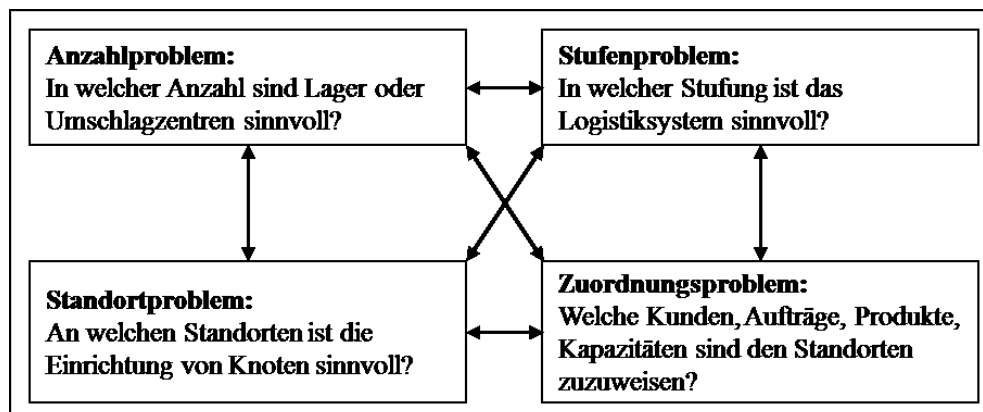 Anzahlproblem:
In welcher Anzahl sind Lager oder
Umschlagzentren sinnvoll?
Stufenproblem:
In welcher Stufung ist das
Logistiksystem sinnvoll?
Standortproblem:
An welchen Standorten ist die
Einrichtung von Knoten sinnvoll?
Zuordnungsproblem:
Welche Kunden, Aufträge, Produkte,
Kapazitäten sind den Standorten
zuzuweisen?